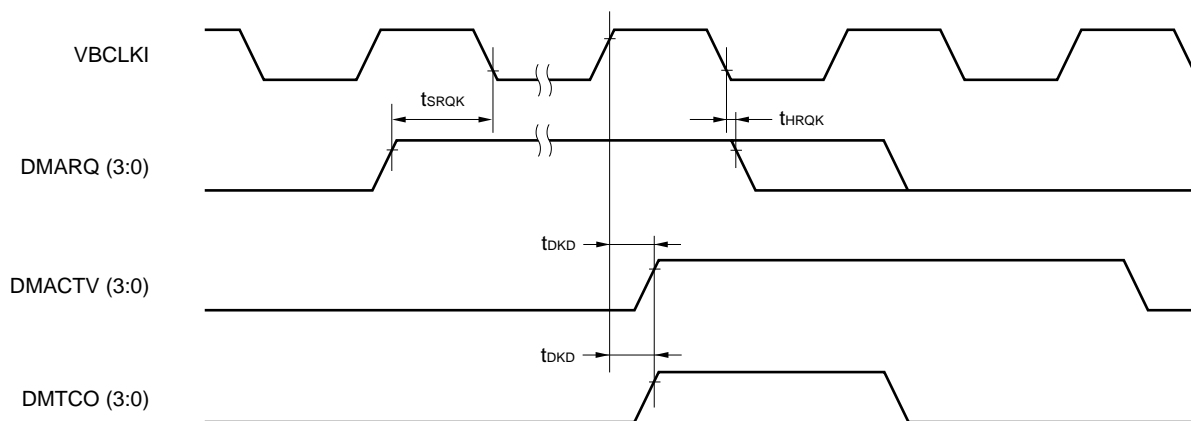 VBCLKI
tSRQK
tHRQK
DMARQ (3:0)
tDKD
DMACTV (3:0)
tDKD
DMTCO (3:0)